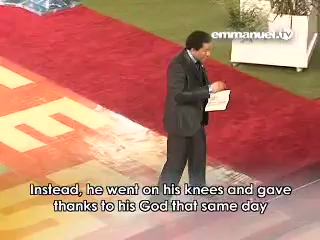 emmanuel.tv
Instead, he went on his knees and gave
thanks to his God that same day